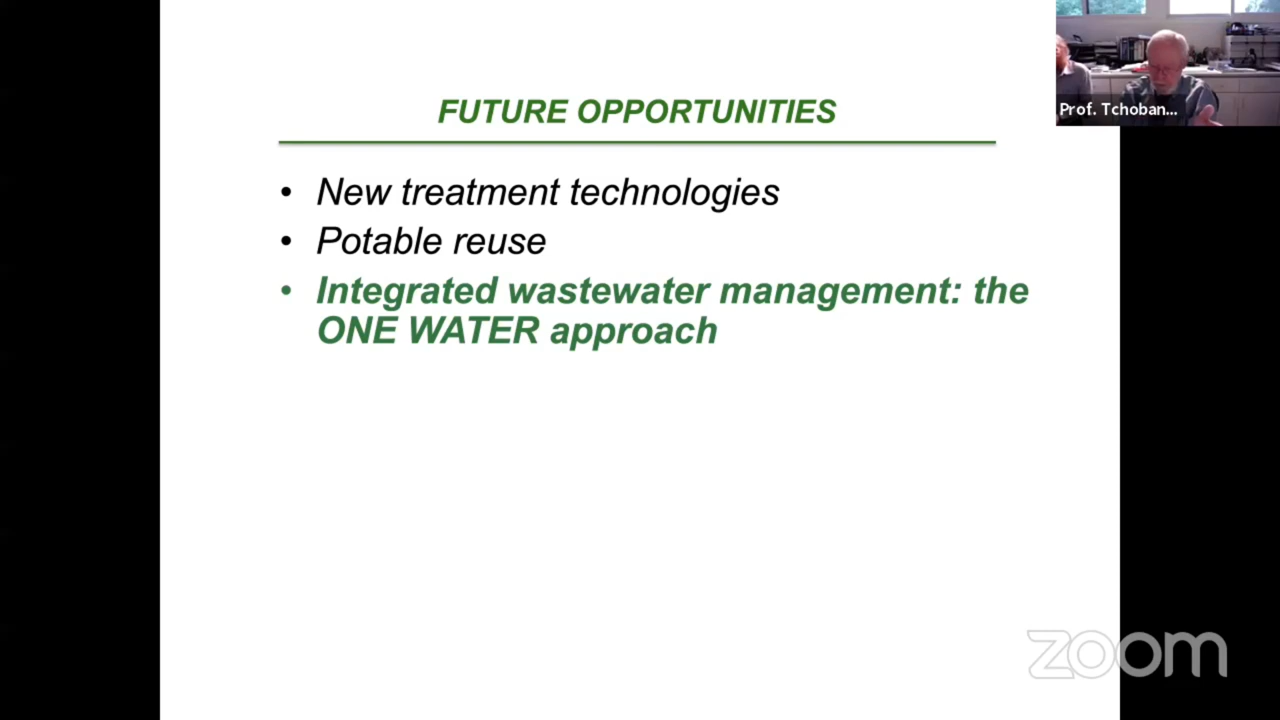 FUTURE OPPORTUNITIES
Prof. Tchoban...
• New treatment technologies
• Potable reuse
• Integrated wastewater management: the
ONE WATER approach
zoom